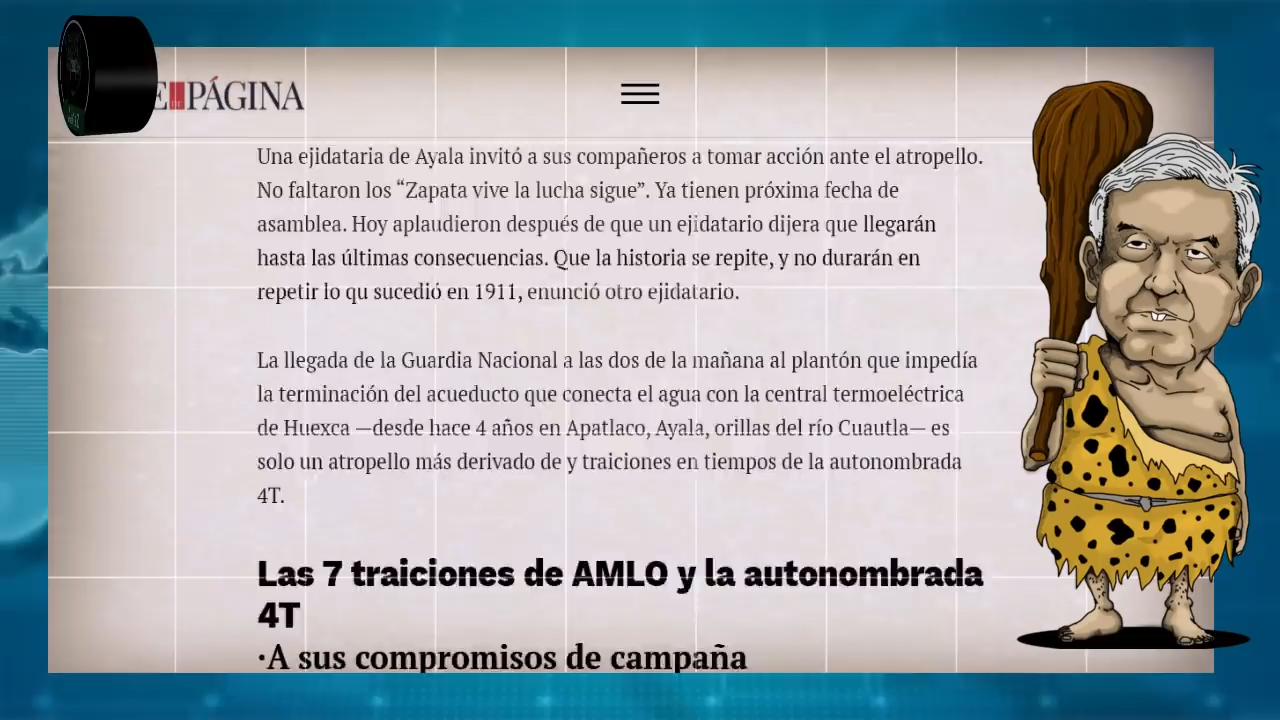 PÁGINA
Una ejidataria de Ayala invitó a sus compañeros a tomar acción ante el atropello.
No faltaron los “Zapata vive la lucha sigue”. Ya tienen próxima fecha de
asamblea. Hoy aplaudieron después de que un ejidatario dijera que llegarán
hasta las últimas consecuencias. Que la historia se repite, y no durarán en
repetir lo qu sucedió en 1911, enunció otro ejidatario.
La llegada de la Guardia Nacional a las dos de la mañana al plantón que impedía
la terminación del acueducto que conecta el agua con la central termoeléctrica
de Huexca —desde hace 4 años en Apatlaco, Ayala, orillas del río Cuautla— es
solo un atropello más derivado de y traiciones en tiempos de la autonombrada
4T.
Las 7 traiciones de AMLO y la autonombrada
4T
·A sus compromisos de campaña